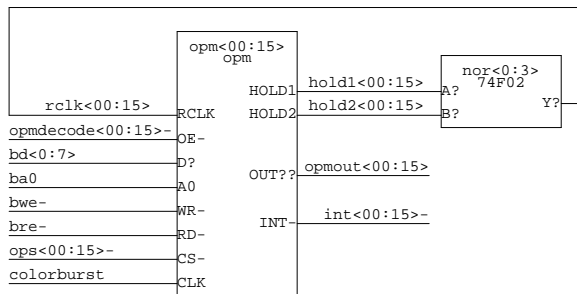 opm<00:15>
opm
nor<0:3>
74F02
HOLD1
hold1<00:15>
A?
Y?
rclk<00:15>
RCLK
HOLD2
hold2<00:15>
B?
opmdecode<00:15>-
OE-
bd<0:7>
D?
OUT??
opmout<00:15>
ba0
A0
bwe-
WR-
INT-
int<00:15>-
bre-
RD-
ops<00:15>-
CS-
colorburst
CLK